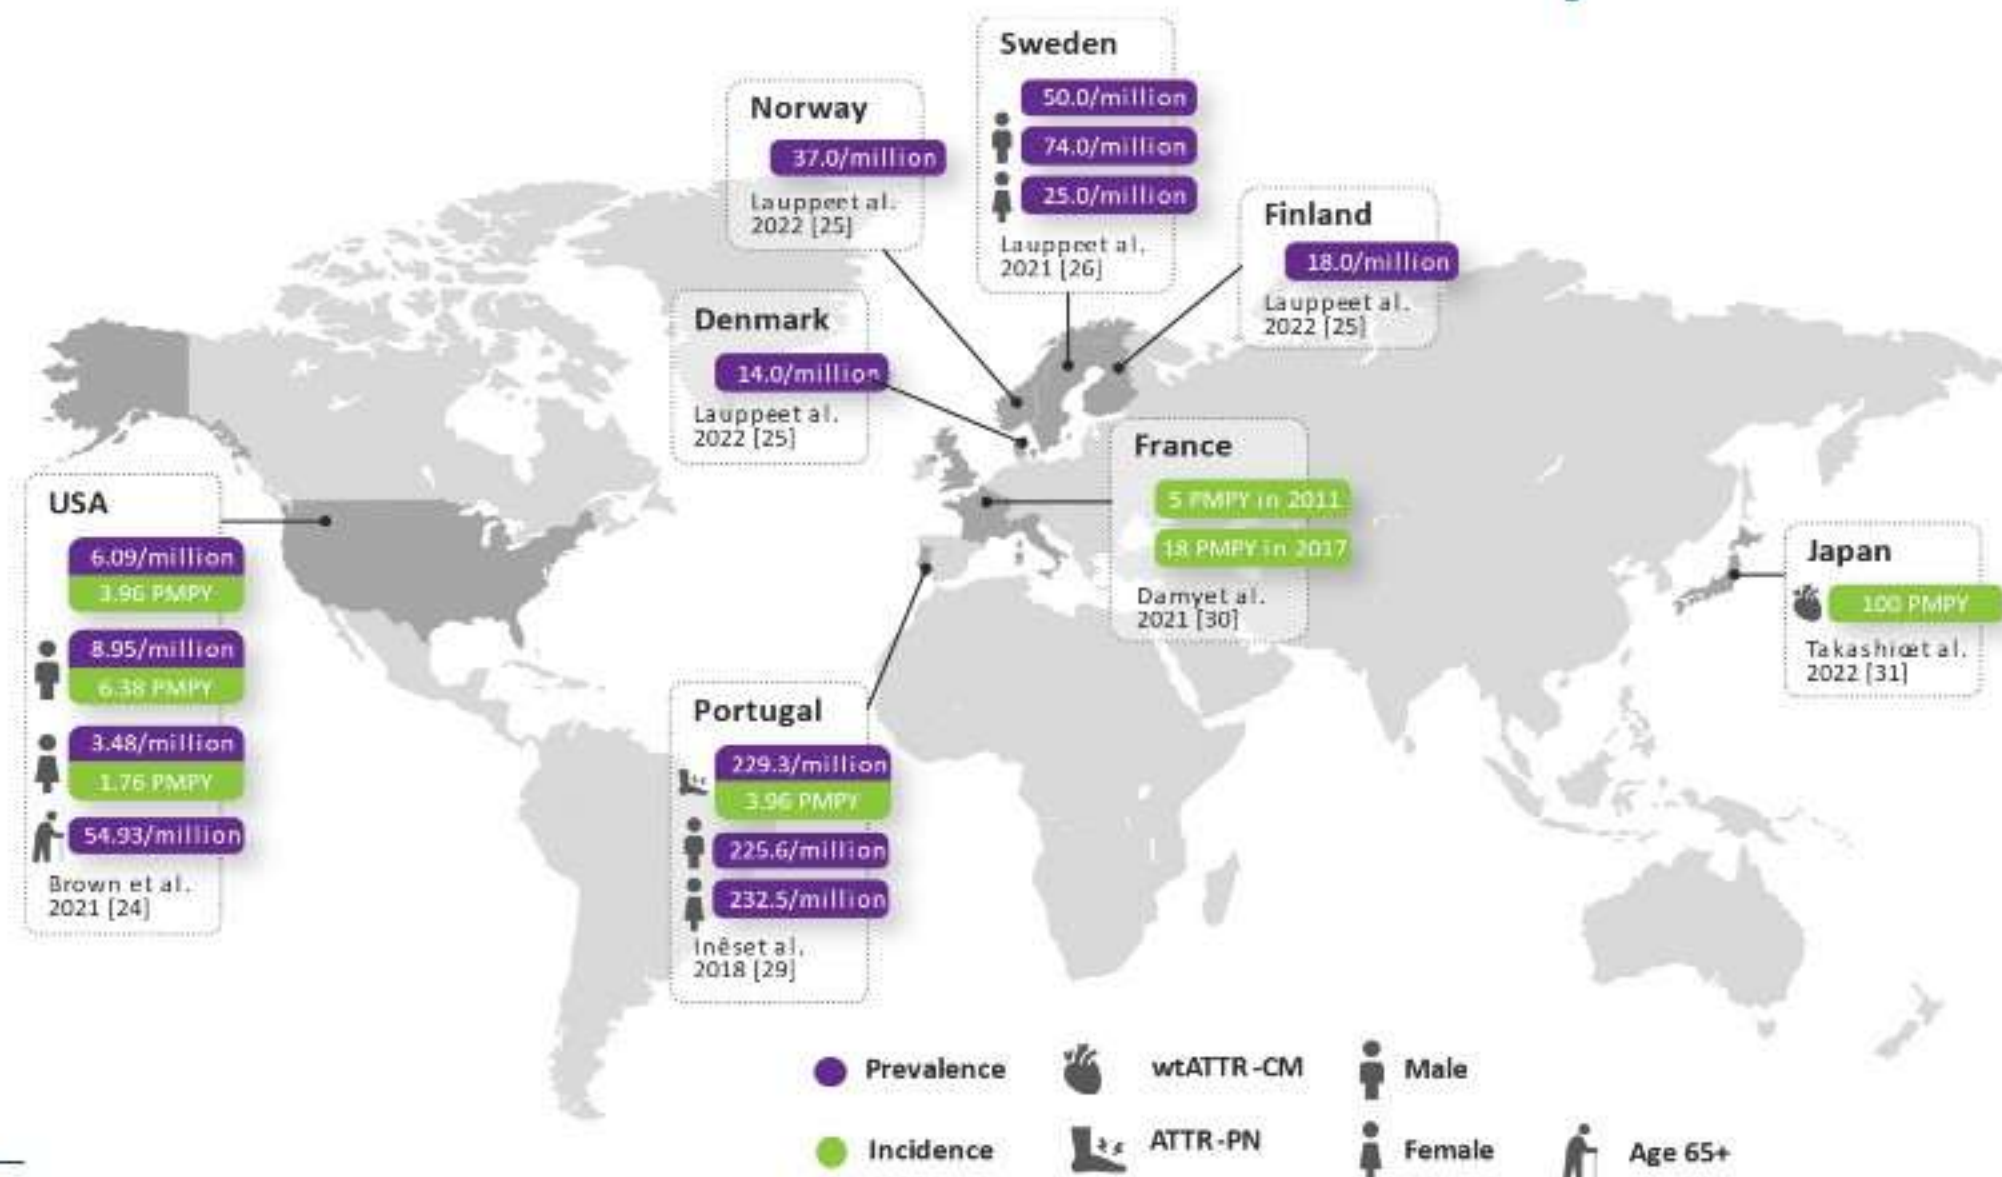 Sweden
50.0/million
74.0/million
25.0/million
Lauppeet al.
2021 [26]
Norway
37.0/million
Lauppeet al.
2022 [25]
Finland
18.0/million
Lauppeet al.
2022 [25]
Denmark
14.0/million
Lauppeet al.
2022 [25]
France
5 PMPY in 2011
18 PMPY in 2017
Damyet al.
2021 [30]
USA
6.09/million
3.96 PMPY
8.95/million
6.38 PMPY
3.48/million
1.76 PMPY
54.93/million
Brown et al.
2021 [24]
Japan
100 PMPY
Takashioet al.
2022 [31]
Portugal
229.3/million
3.96 PMPY
225.6/million
232.5/million
Inêset al.
2018 [29]
Prevalence
wtATTR-CM
Male
Incidence
ATTR-PN
Female
Age 65+